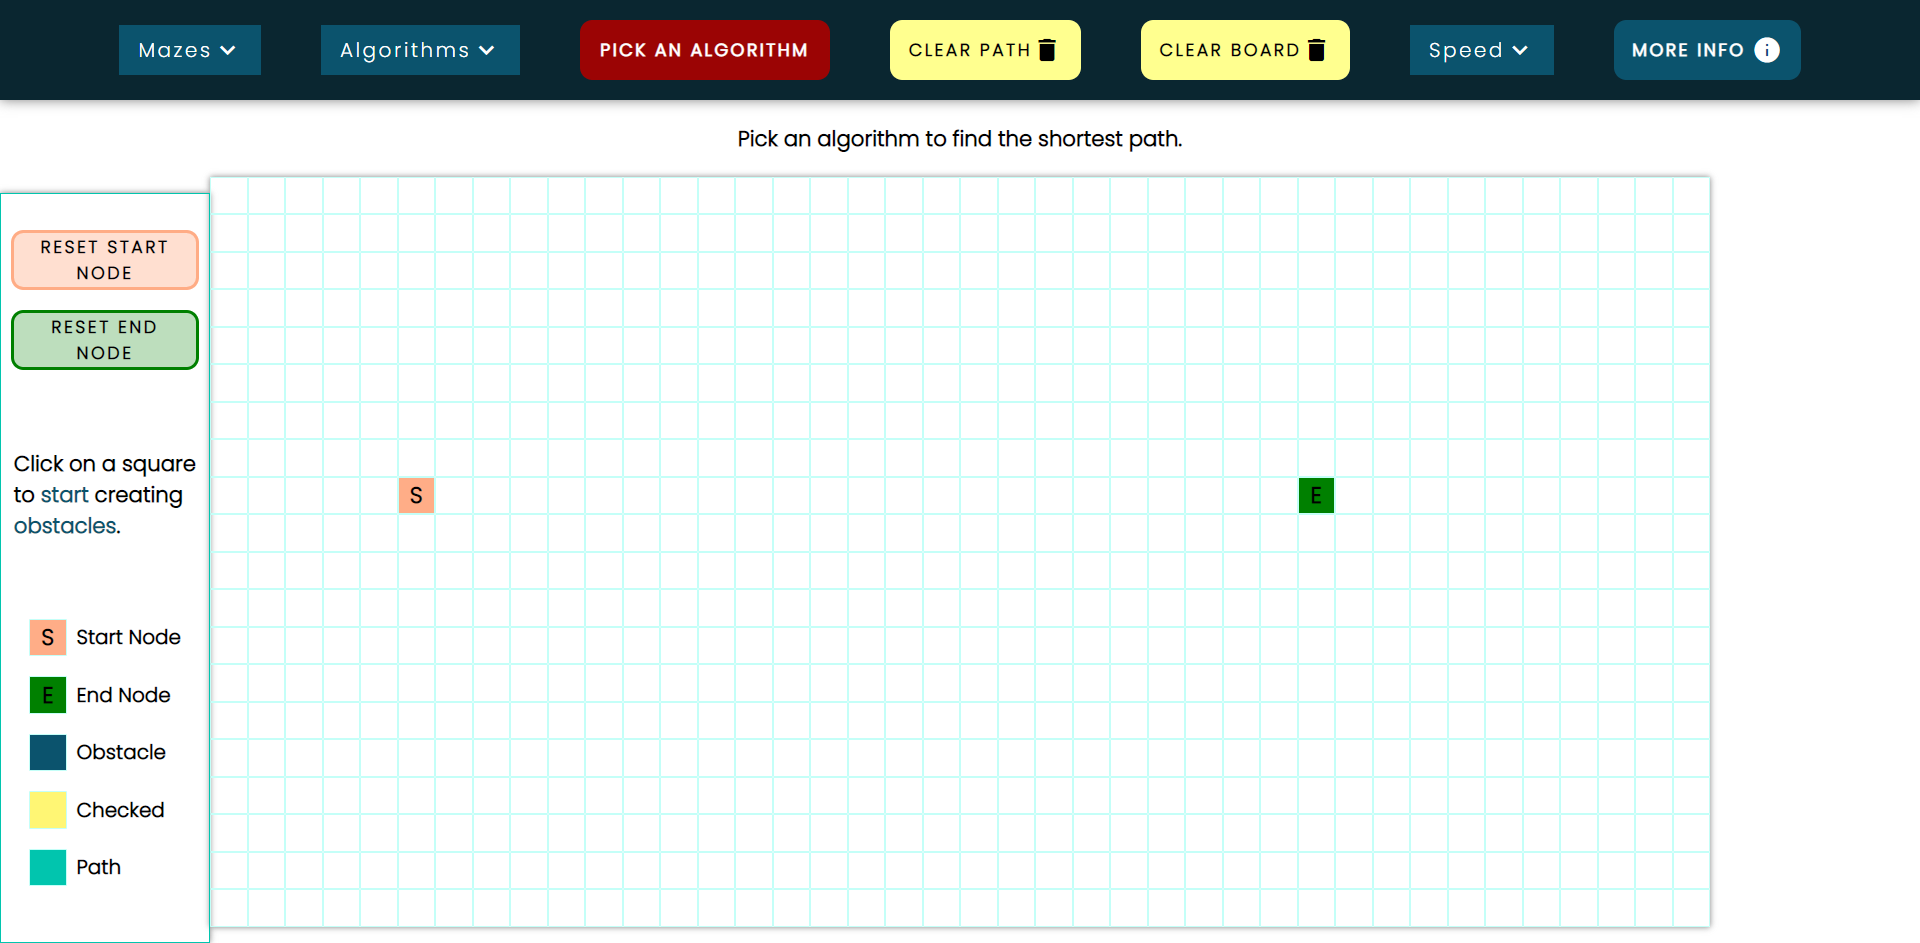 Mazes
Algorithms
PICK AN ALGORITHM
CLEAR PATH
CLEAR BOARD
Speed
MORE INFO i
Pick an algorithm to find the shortest path.
RESET START
NODE
RESET END
NODE
Click on a square
to start creating
obstacles.
S Start Node
E End Node
Obstacle
Checked
Path
S
E